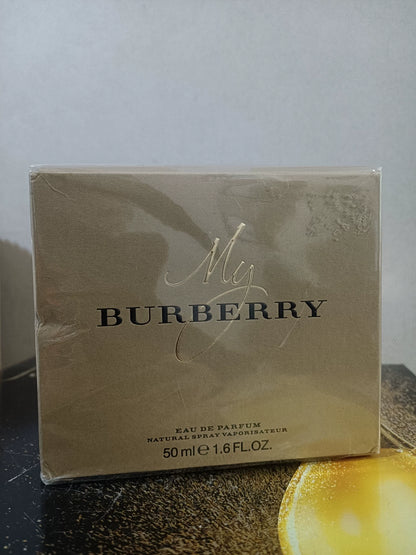 My
BURBERRY
EAU DE PARFUM
NATURAL SPRAY VAPORISATEUR
50 ml ℮ 1.6 FL.OZ.